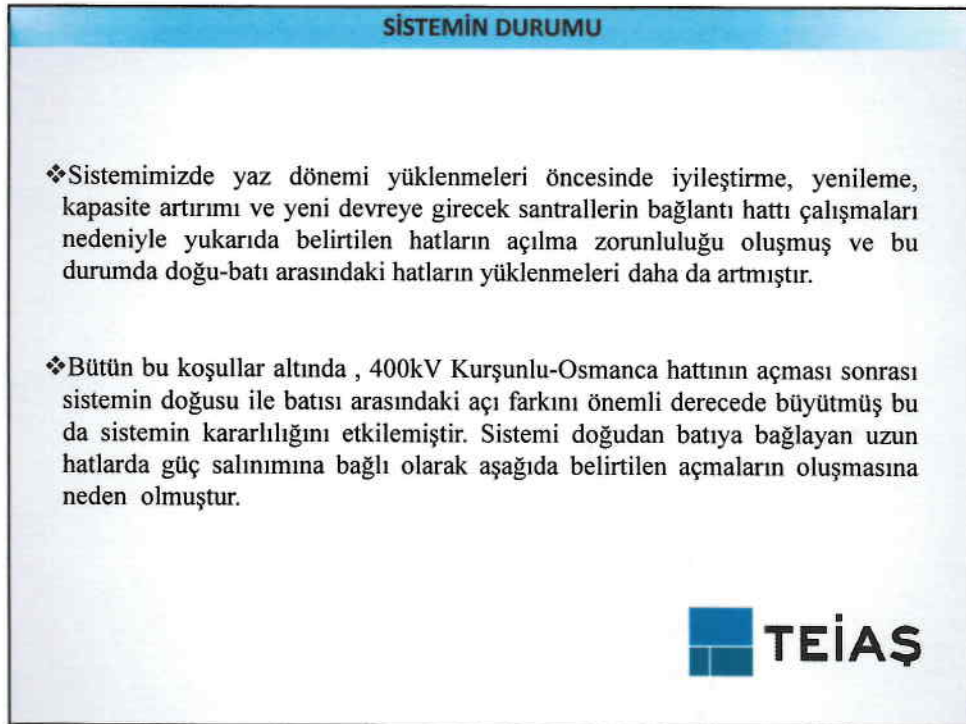 SİSTEMİN DURUMU
❖Sistemimizde yaz dönemi yüklenmeleri öncesinde iyileştirme, yenileme,
kapasite artırımı ve yeni devreye girecek santrallerin bağlantı hattı çalışmaları
nedeniyle yukarıda belirtilen hatların açılma zorunluluğu oluşmuş ve bu
durumda doğu-batı arasındaki hatların yüklenmeleri daha da artmıştır.
❖Bütün bu koşullar altında , 400kV Kurşunlu-Osmanca hattının açması sonrası
sistemin doğusu ile batısı arasındaki açı farkını önemli derecede büyütmüş bu
da sistemin kararlılığını etkilemiştir. Sistemi doğudan batıya bağlayan uzun
hatlarda güç salınımına bağlı olarak aşağıda belirtilen açmaların oluşmasına
neden olmuştur.
TEİAŞ